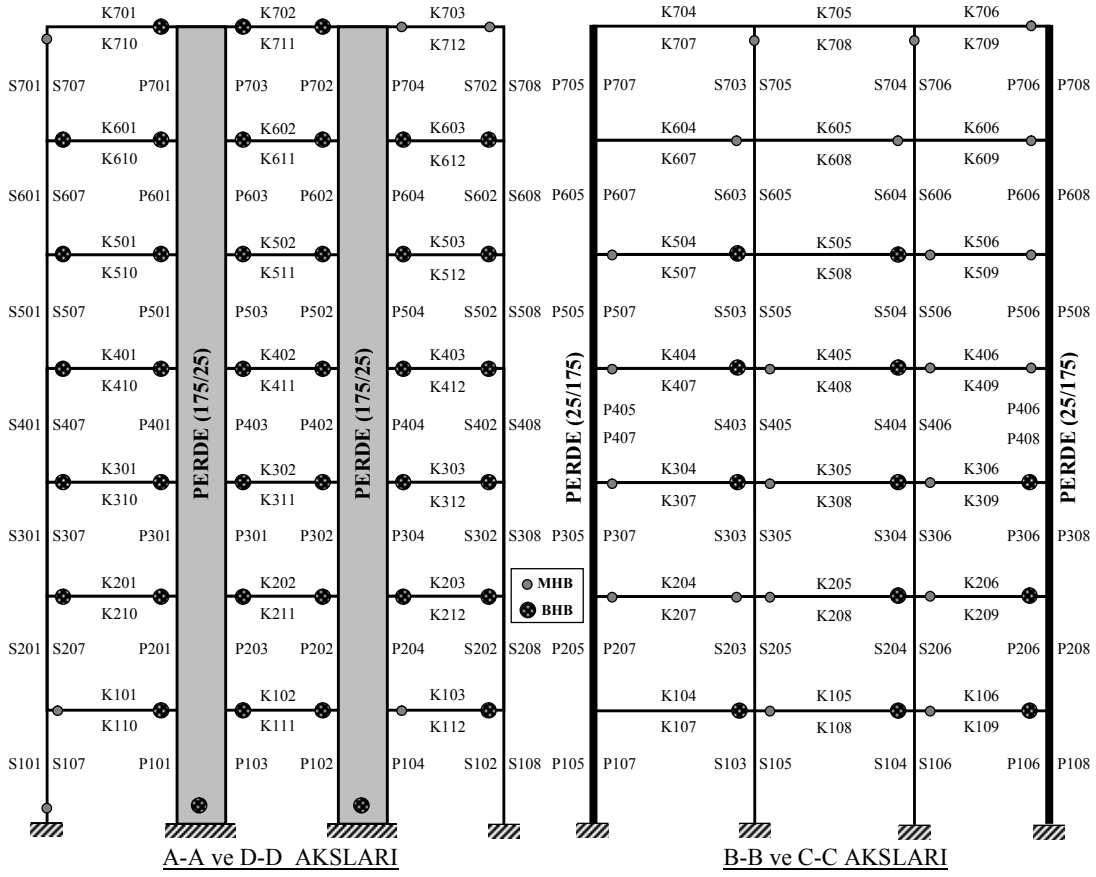 K701 K702 K703 K704 K705 K706
K710 K711 K712 K707 K708 K709
S701 S707 P701 P703 P702 P704 S702 S708 P705 P707 S703 S705 S704 S706 P706 P708
K601 K602 K603 K604 K605 K606
K610 K611 K612 K607 K608 K609
S601 S607 P601 P603 P602 P604 S602 S608 P605 P607 S603 S605 S604 S606 P606 P608
K501 K502 K503 K504 K505 K506
K510 K511 K512 K507 K508 K509
S501 S507 P501 P503 P502 P504 S502 S508 P505 P507 S503 S505 S504 S506 P506 P508
PERDE (175/25)
PERDE (175/25)
PERDE (25/175)
PERDE (25/175)
K401 K402 K403 K404 K405 K406
K410 K411 K412 K407 K408 K409
P405 P406
S401 S407 P401 P403 P402 P404 S402 S408 S403 S405 S404 S406
P407 P408
K301 K302 K303 K304 K305 K306
K310 K311 K312 K307 K308 K309
S301 S307 P301 P301 P302 P304 S302 S308 P305 P307 S303 S305 S304 S306 P306 P308
MHB
BHB
K201 K202 K203 K204 K205 K206
K210 K211 K212 K207 K208 K209
S201 S207 P201 P203 P202 P204 S202 S208 P205 P207 S203 S205 S204 S206 P206 P208
K101 K102 K103 K104 K105 K106
K110 K111 K112 K107 K108 K109
S101 S107 P101 P103 P102 P104 S102 S108 P105 P107 S103 S105 S104 S106 P106 P108
A-A ve D-D AKSLARI
B-B ve C-C AKSLARI